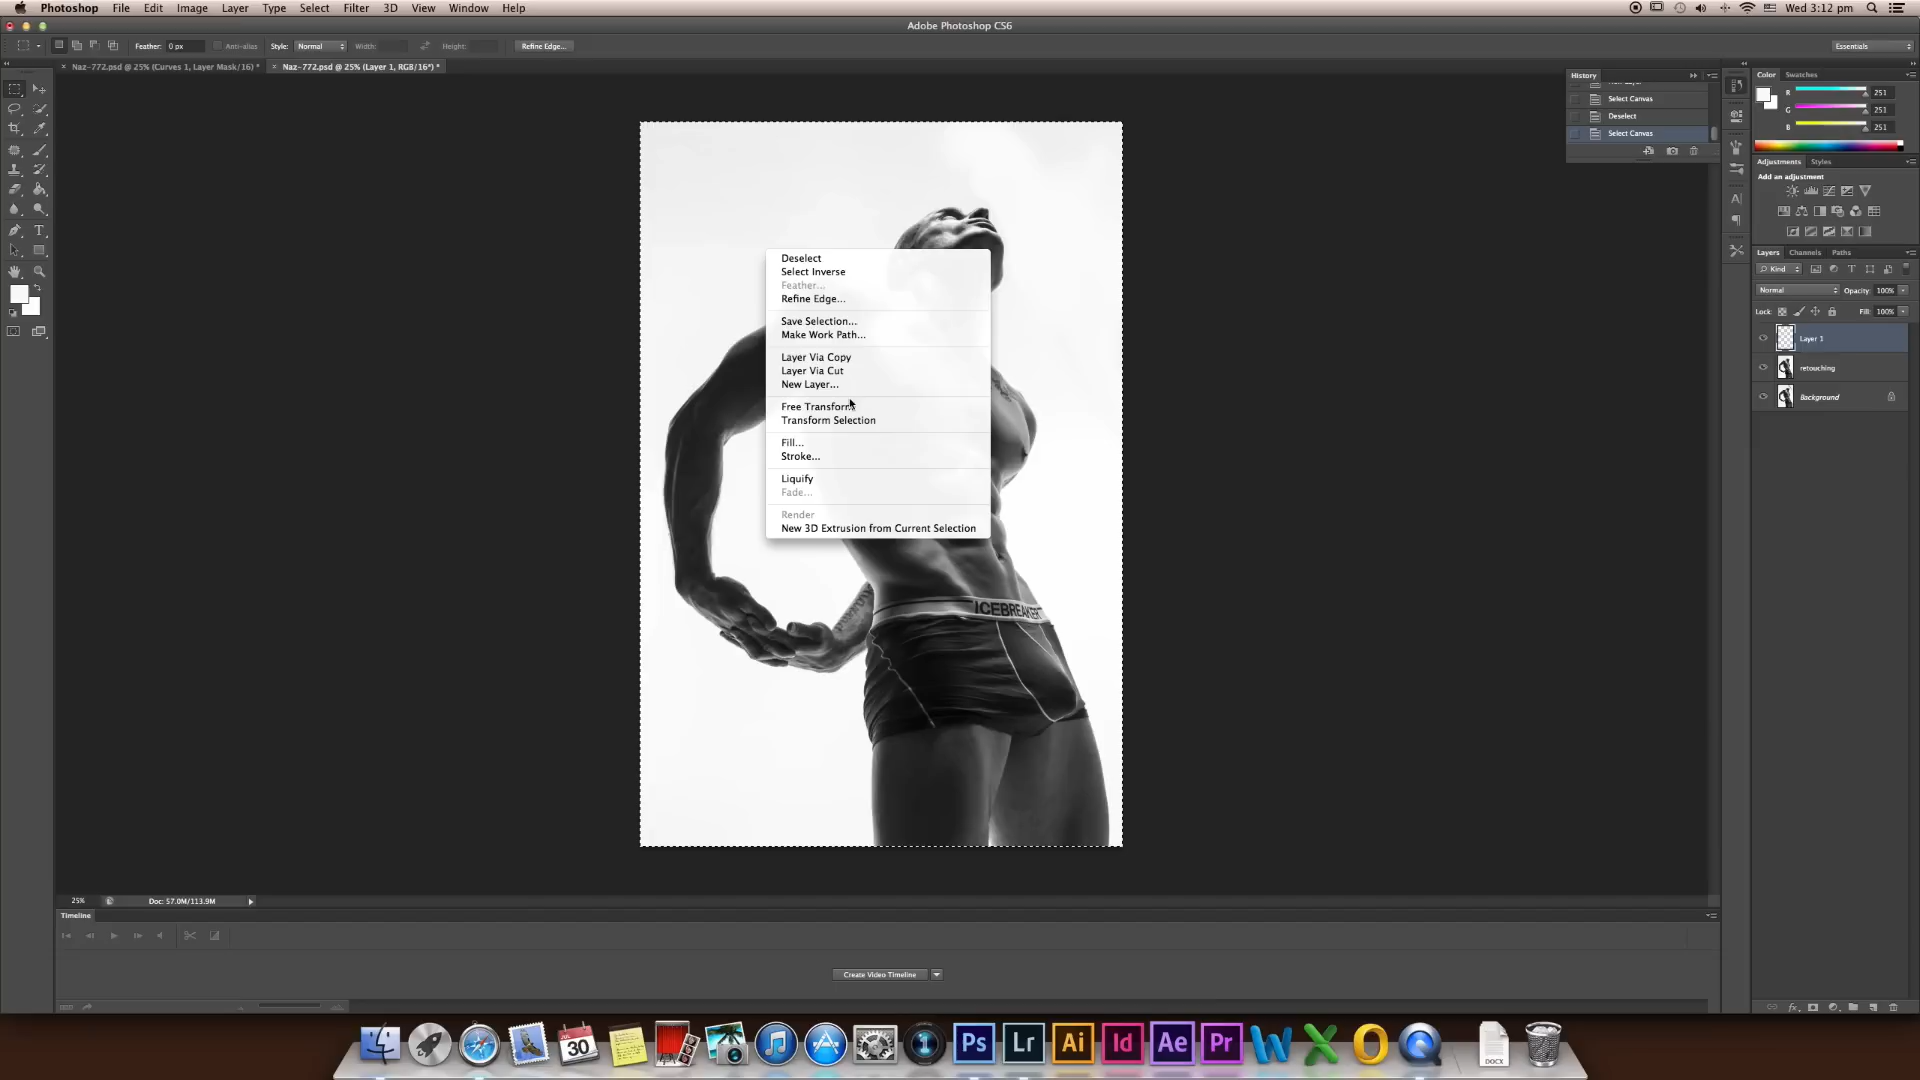 Photoshop File Edit Image Layer Type Select Filter 3D View Window Help Wed 3:12 pm
Adobe Photoshop CS6
Feather: 0 px Anti-alias Style: Normal Width: Height: Refine Edge... Essentials
Naz-772.psd @ 25% (Curves 1, Layer Mask/16) * Naz-772.psd @ 25% (Layer 1, RGB/16*) *
History
Select Canvas
Deselect
Select Canvas
Color Swatches
R 251
G 251
B 251
Adjustments Styles
Add an adjustment
Layers Channels Paths
Kind
Normal Opacity: 100%
Lock: Fill: 100%
Layer 1
retouching
Background
Deselect
Select Inverse
Feather...
Refine Edge...
Save Selection...
Make Work Path...
Layer Via Copy
Layer Via Cut
New Layer...
Free Transform
Transform Selection
Fill...
Stroke...
Liquify
Fade...
Render
New 3D Extrusion from Current Selection
ICEBREAKER
25% Doc: 57.0M/113.9M
Timeline
Create Video Timeline
JUL 30 1 Ps Lr Ai Id Ae Pr W X O DOCX